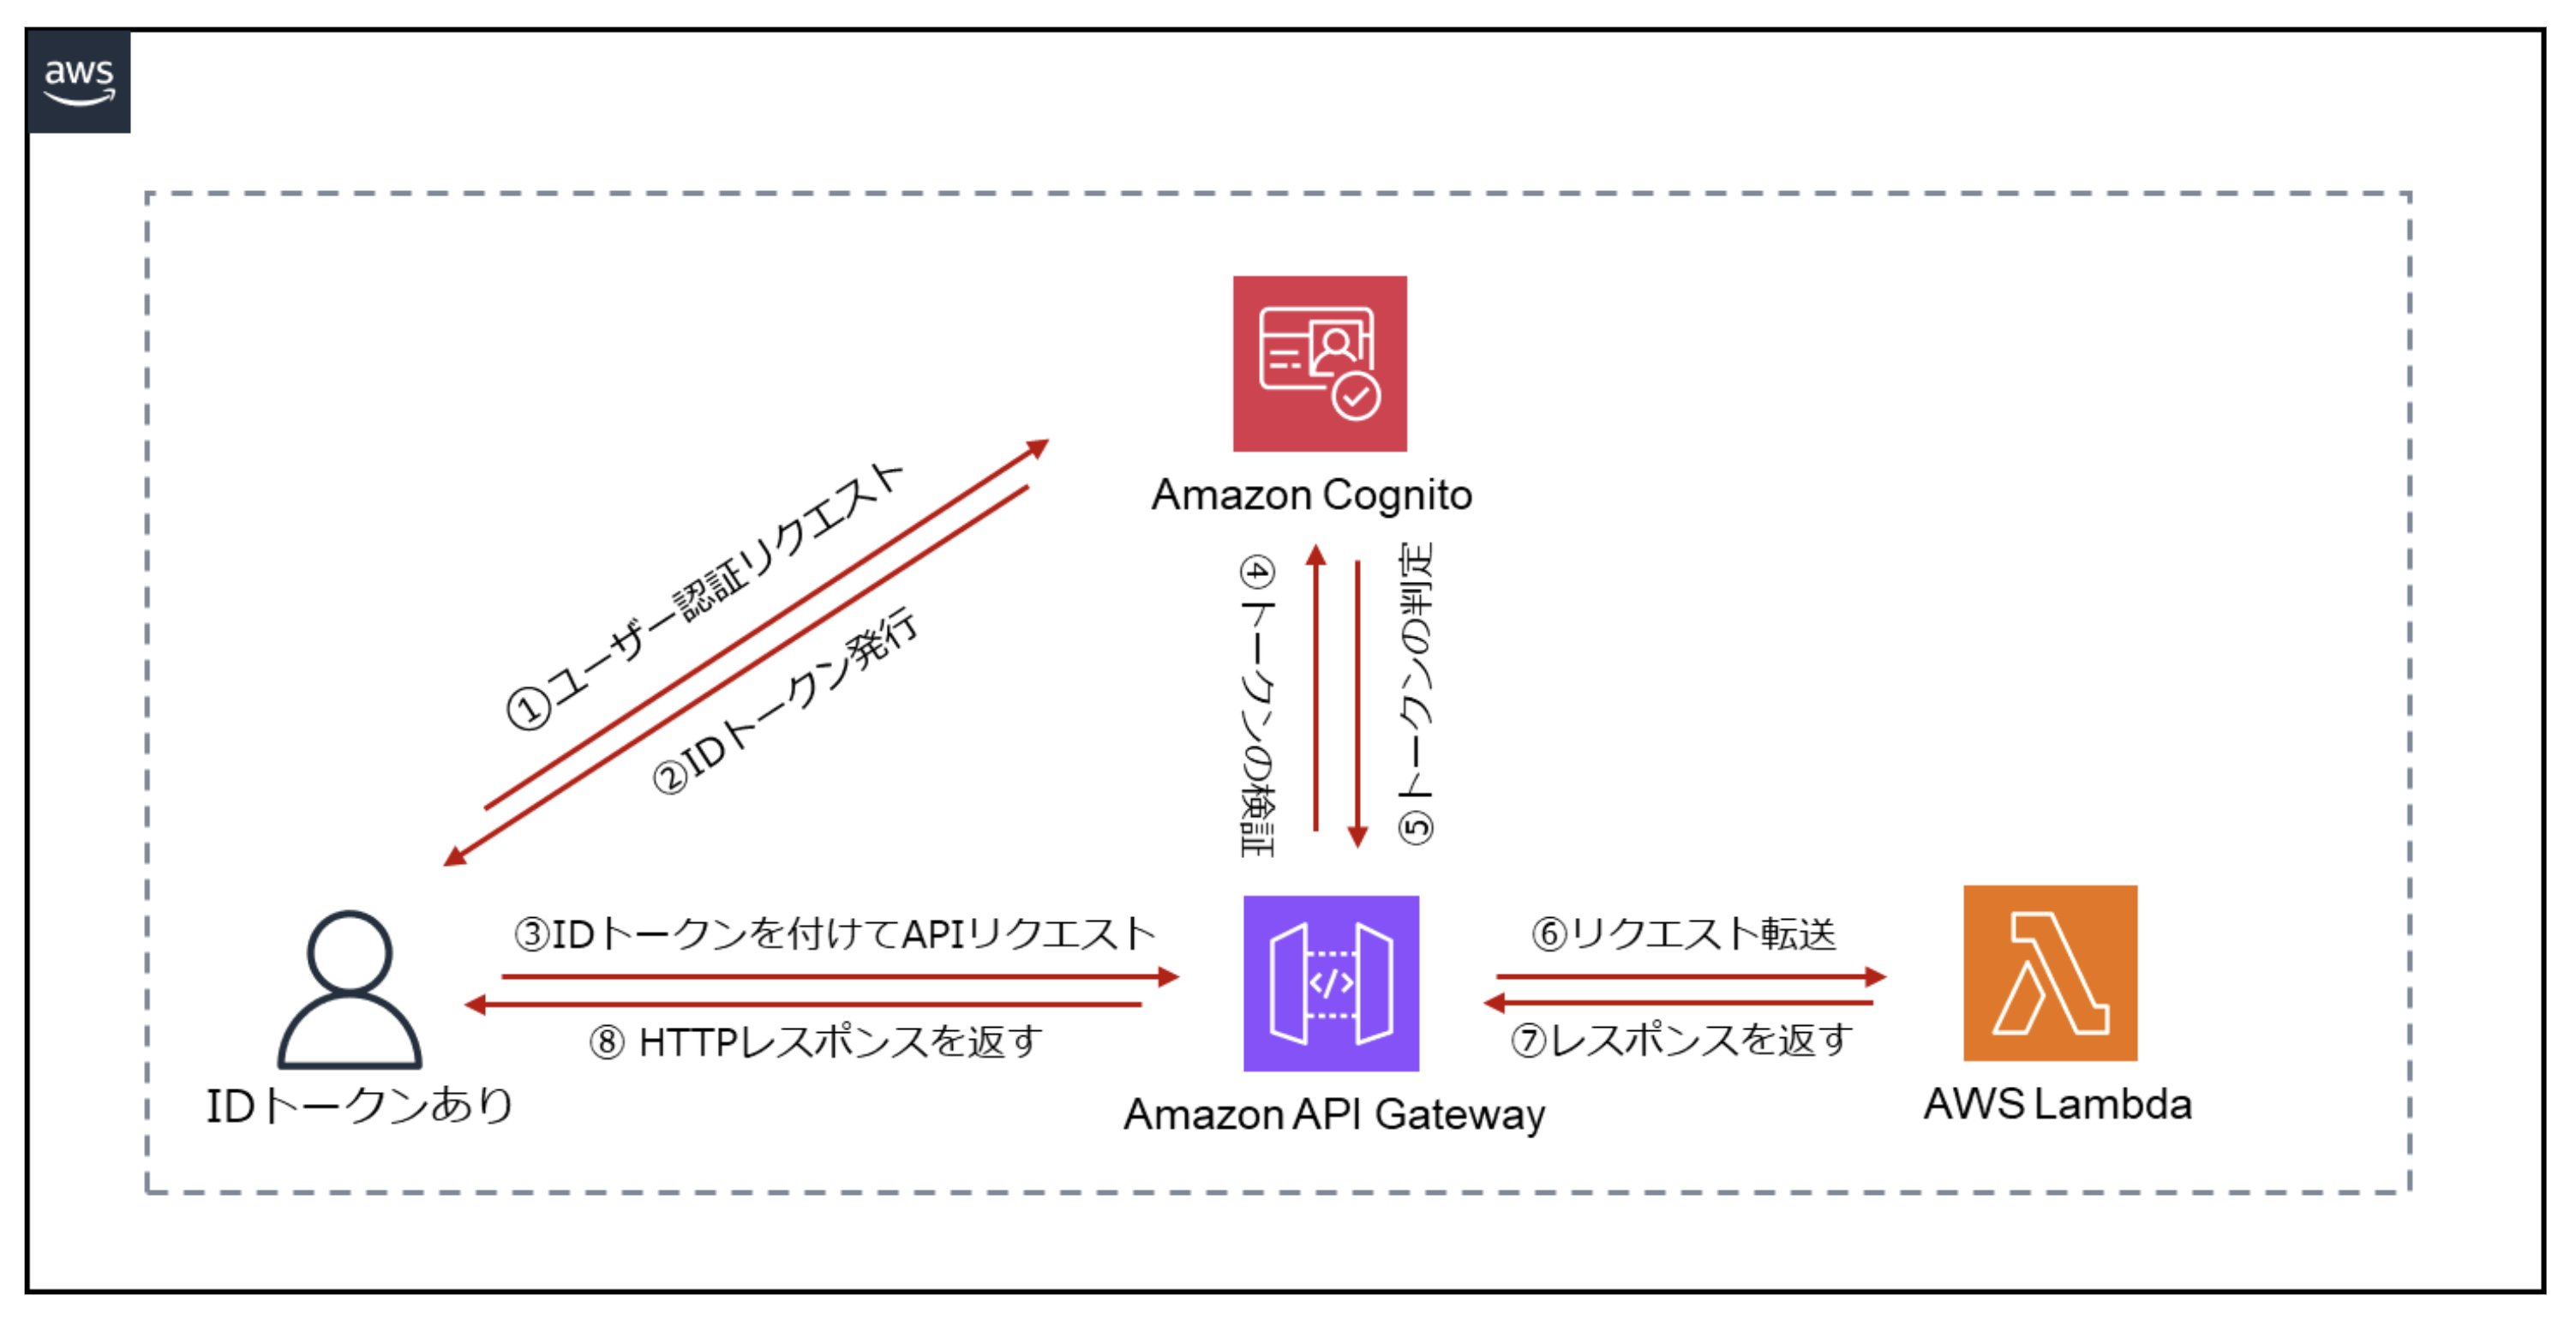 aws
Amazon Cognito
①ユーザー認証リクエスト
②IDトークン発行
④トークンの検証
⑤トークンの判定
③IDトークンを付けてAPIリクエスト
⑧ HTTPレスポンスを返す
⑥リクエスト転送
⑦レスポンスを返す
IDトークンあり
Amazon API Gateway
AWS Lambda